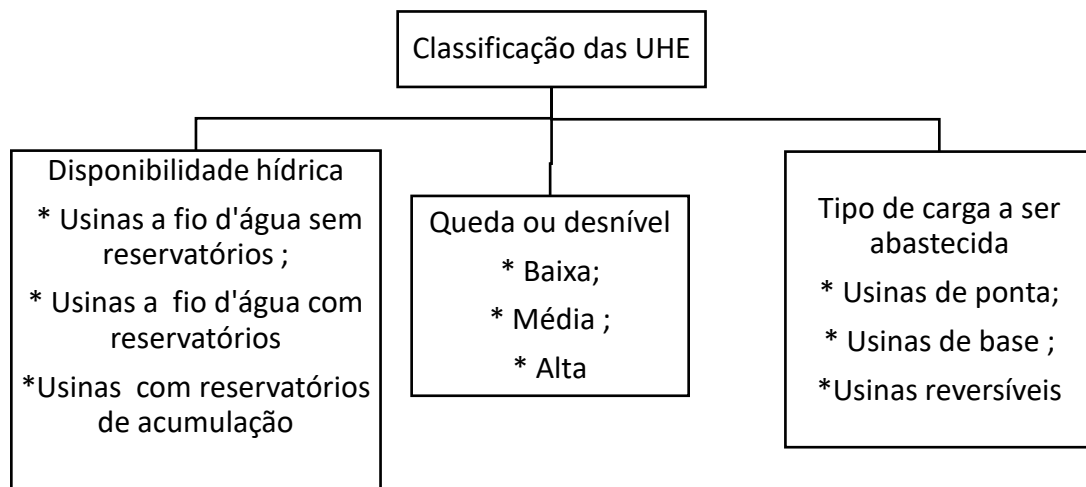 Classificação das UHE
Disponibilidade hídrica
* Usinas a fio d'água sem
reservatórios ;
* Usinas a  fio d'água com
reservatórios
*Usinas  com reservatórios
de acumulação
Queda ou desnível
* Baixa;
* Média ;
* Alta
Tipo de carga a ser
abastecida
* Usinas de ponta;
* Usinas de base ;
*Usinas reversíveis